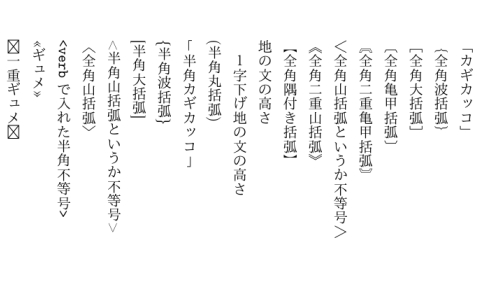 「カギカッコ」
｛全角波括弧｝
［全角大括弧］
〔全角亀甲括弧〕
｟全角二重亀甲括弧｠
＜全角山括弧というか不等号＞
《全角二重山括弧》
【全角隅付き括弧】
地の文の高さ
　１字下げ地の文の高さ
(半角丸括弧)
｢半角カギカッコ｣
{半角波括弧}
[半角大括弧]
<半角山括弧というか不等号>
〈全角山括弧〉
<verb で入れた半角不等号>
«ギュメ»
一重ギュメ